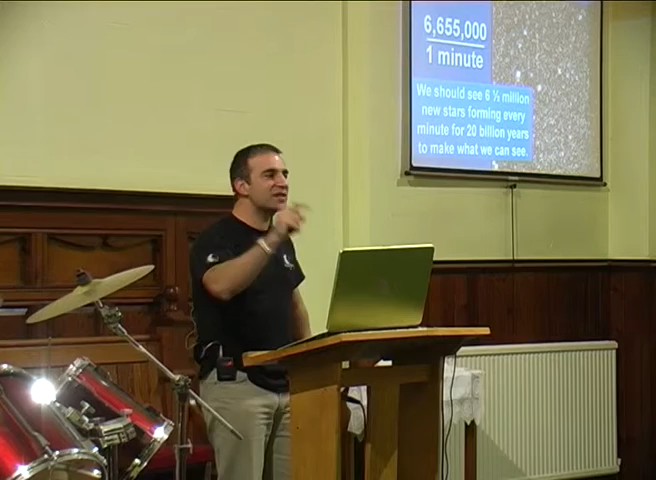 6,655,000
1 minute
We should see 6 ½ million
new stars forming every
minute for 20 billion years
to make what we can see.